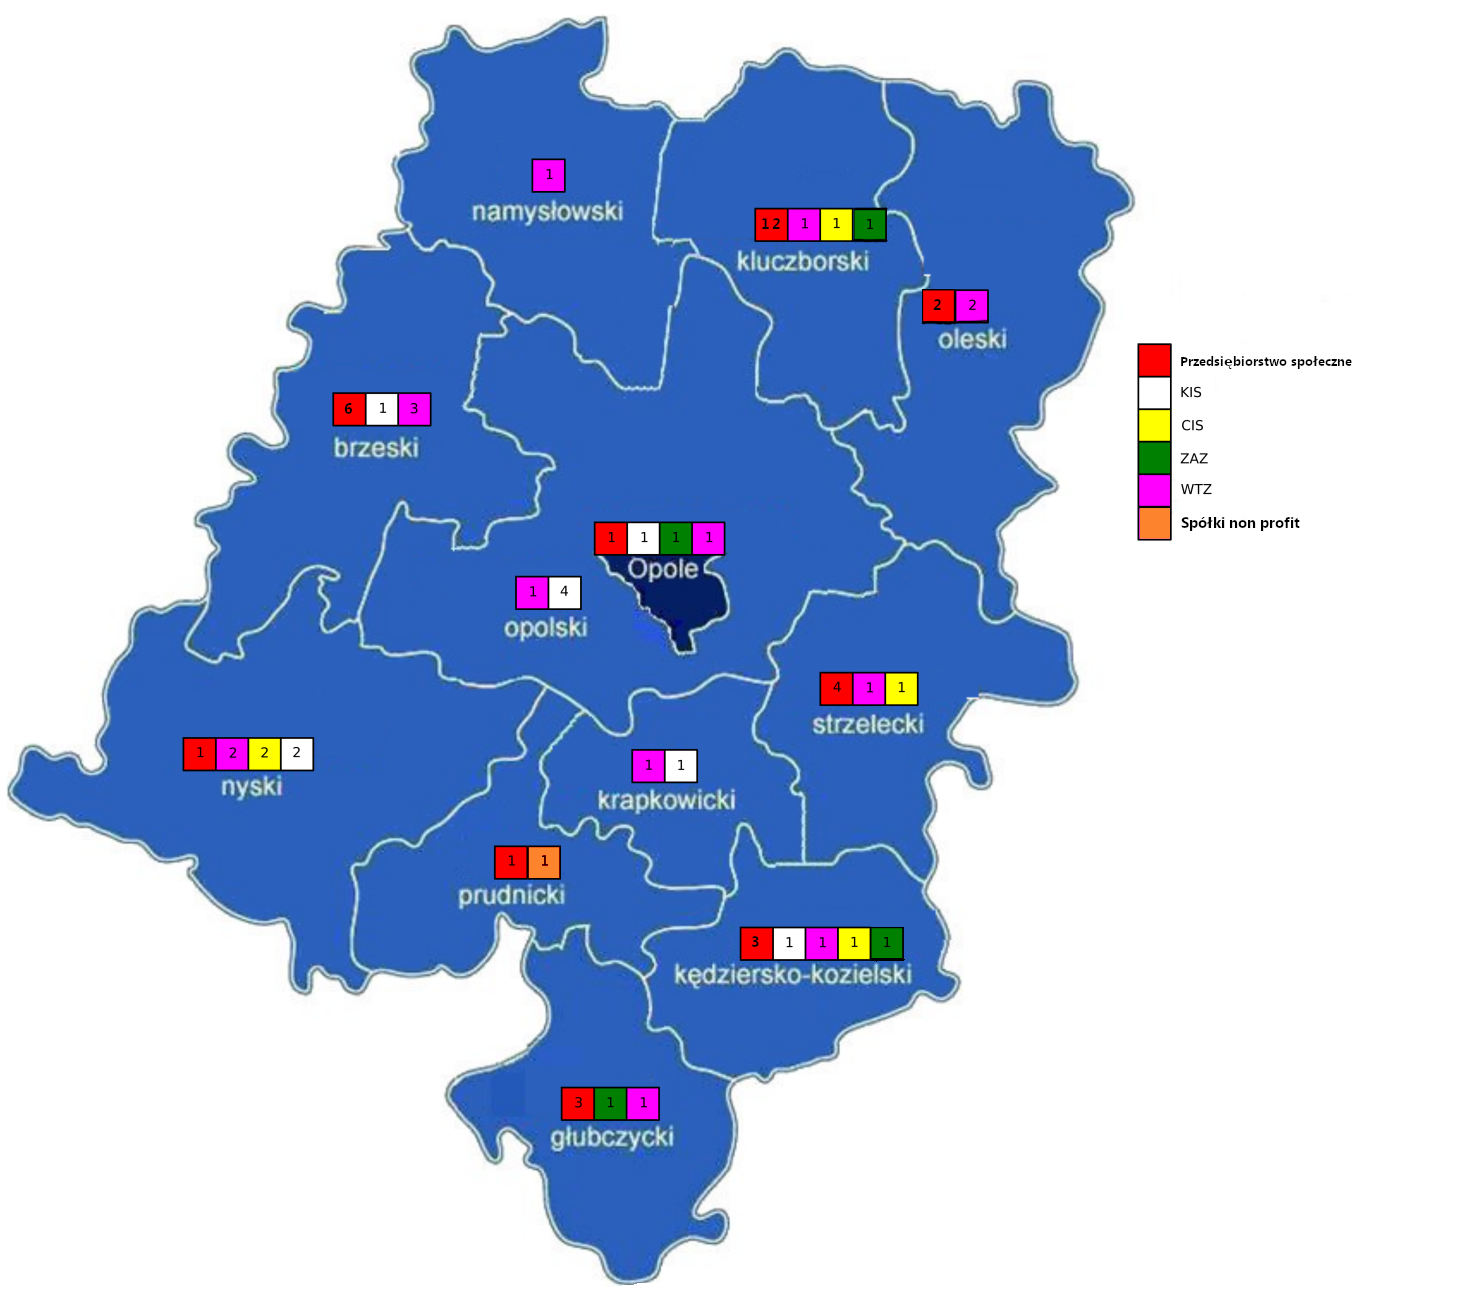 1
namysłowski
12 1 1 1
kluczborski
2 2
oleski
Przedsiębiorstwo społeczne
KIS
CIS
ZAZ
WTZ
Spółki non profit
6 1 3
brzeski
1 1 1 1
Opole
1 4
opolski
4 1 1
strzelecki
1 2 2 2
nyski
1 1
krapkowicki
1 1
prudnicki
3 1 1 1 1
kędziersko-kozielski
3 1 1
głubczycki